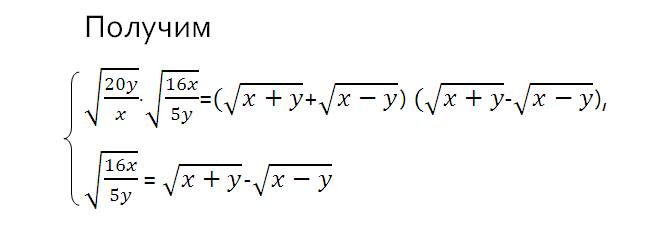 Получим
√(20y/x)·√(16x/5y)=(√(x + y)+√(x − y)) (√(x + y)-√(x − y)),
√(16x/5y) = √(x + y)-√(x − y)